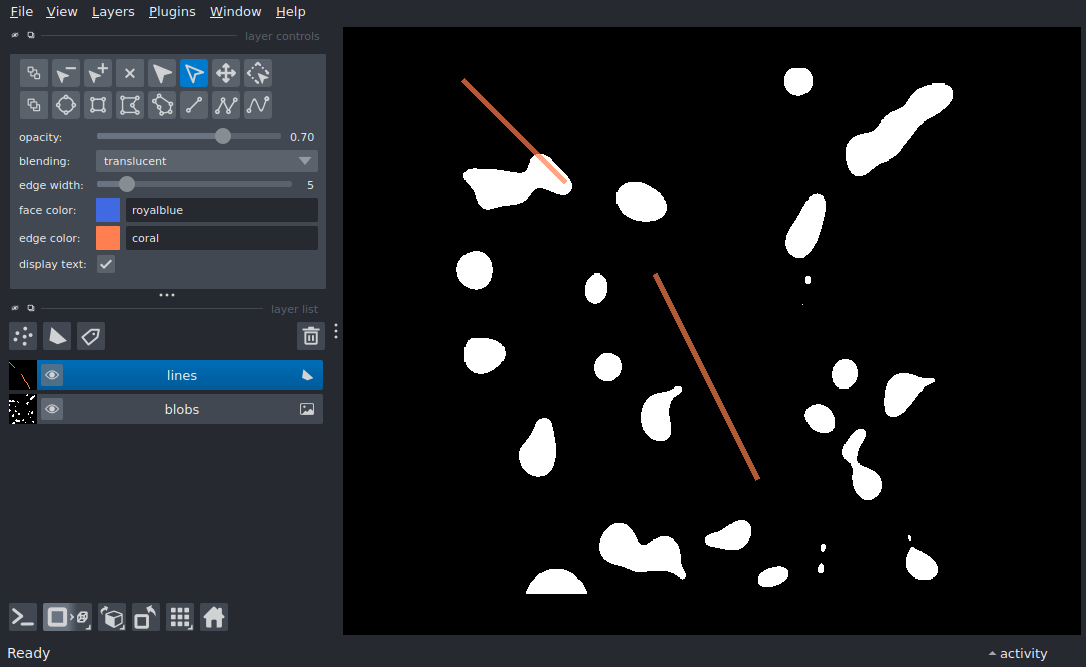 File View Layers Plugins Window Help
layer controls
opacity: 0.70
blending: translucent
edge width: 5
face color: royalblue
edge color: coral
display text:
layer list
lines
blobs
Ready
activity